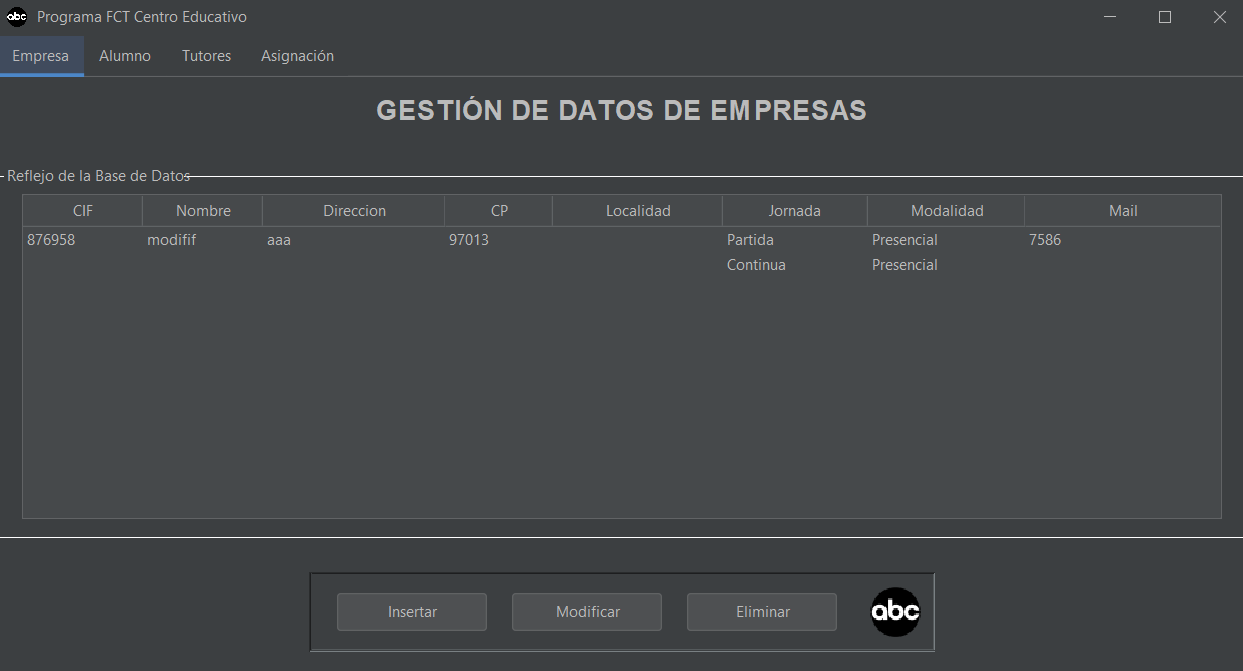 abc Programa FCT Centro Educativo
Empresa Alumno Tutores Asignación
GESTIÓN DE DATOS DE EMPRESAS
Reflejo de la Base de Datos
CIF Nombre Direccion CP Localidad Jornada Modalidad Mail
876958 modifif aaa 97013 Partida Presencial 7586
Continua Presencial
Insertar Modificar Eliminar abc